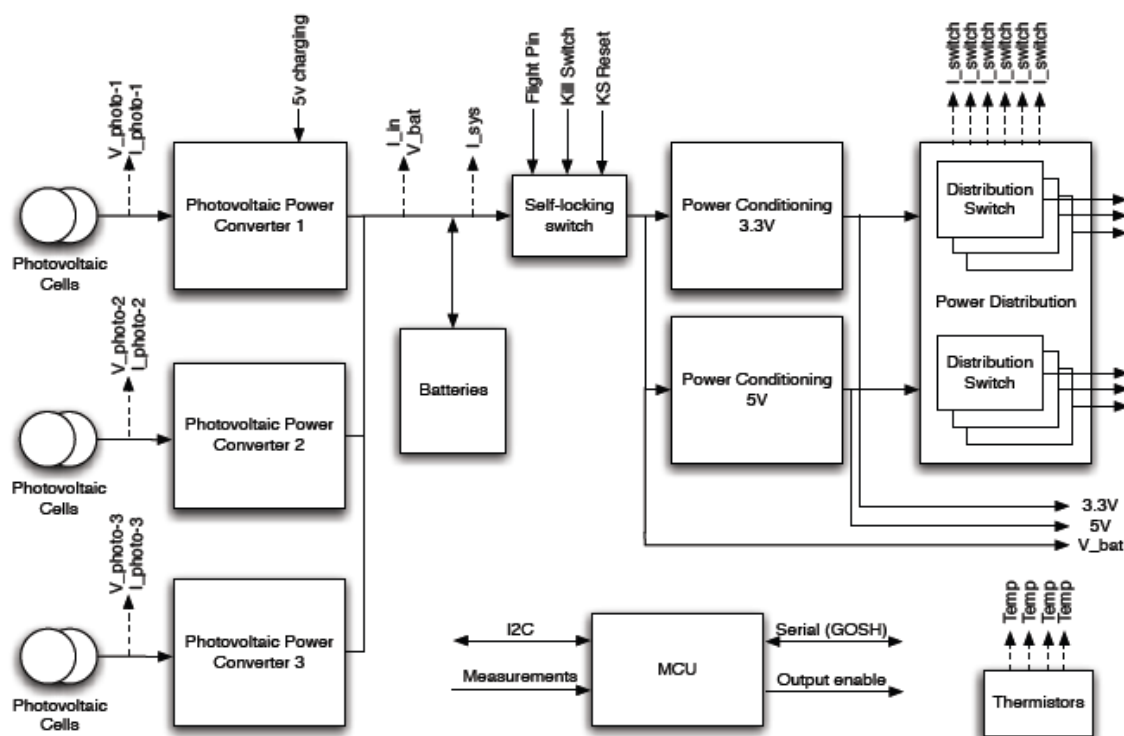 V_photo-1
I_photo-1
5v charging
I_in
V_bat
I_sys
Flight Pin
Kill Switch
KS Reset
I_switch
I_switch
I_switch
I_switch
I_switch
I_switch
Photovoltaic Power
Converter 1
Self-locking
switch
Power Conditioning
3.3V
Distribution
Switch
Photovoltaic
Cells
Power Distribution
V_photo-2
I_photo-2
Batteries
Power Conditioning
5V
Distribution
Switch
Photovoltaic Power
Converter 2
Photovoltaic
Cells
3.3V
5V
V_bat
V_photo-3
I_photo-3
Photovoltaic Power
Converter 3
Photovoltaic
Cells
I2C
Measurements
MCU
Serial (GOSH)
Output enable
Temp
Temp
Temp
Temp
Thermistors